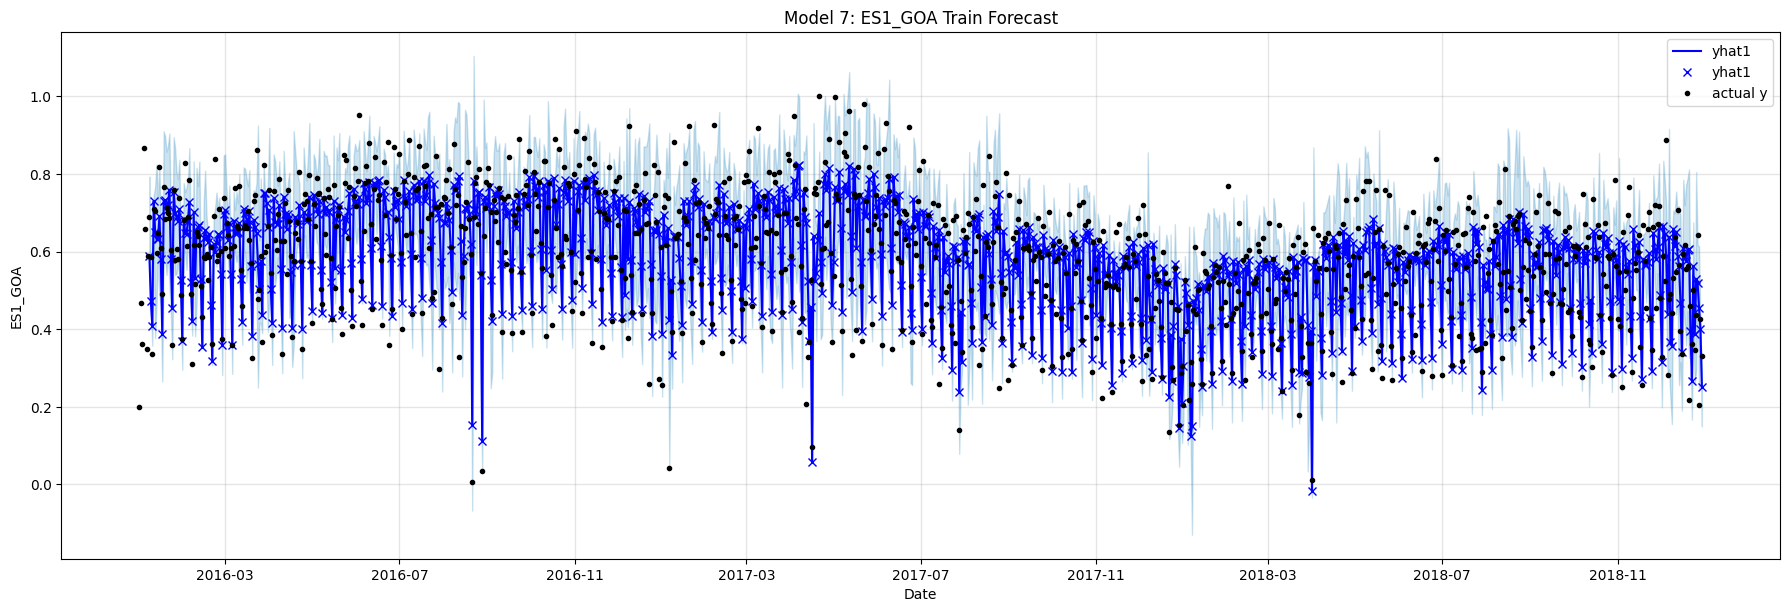 Model 7: ES1_GOA Train Forecast
yhat1
yhat1
actual y
1.0
0.8
0.6
0.4
0.2
0.0
ES1_GOA
2016-03
2016-07
2016-11
2017-03
2017-07
2017-11
2018-03
2018-07
2018-11
Date